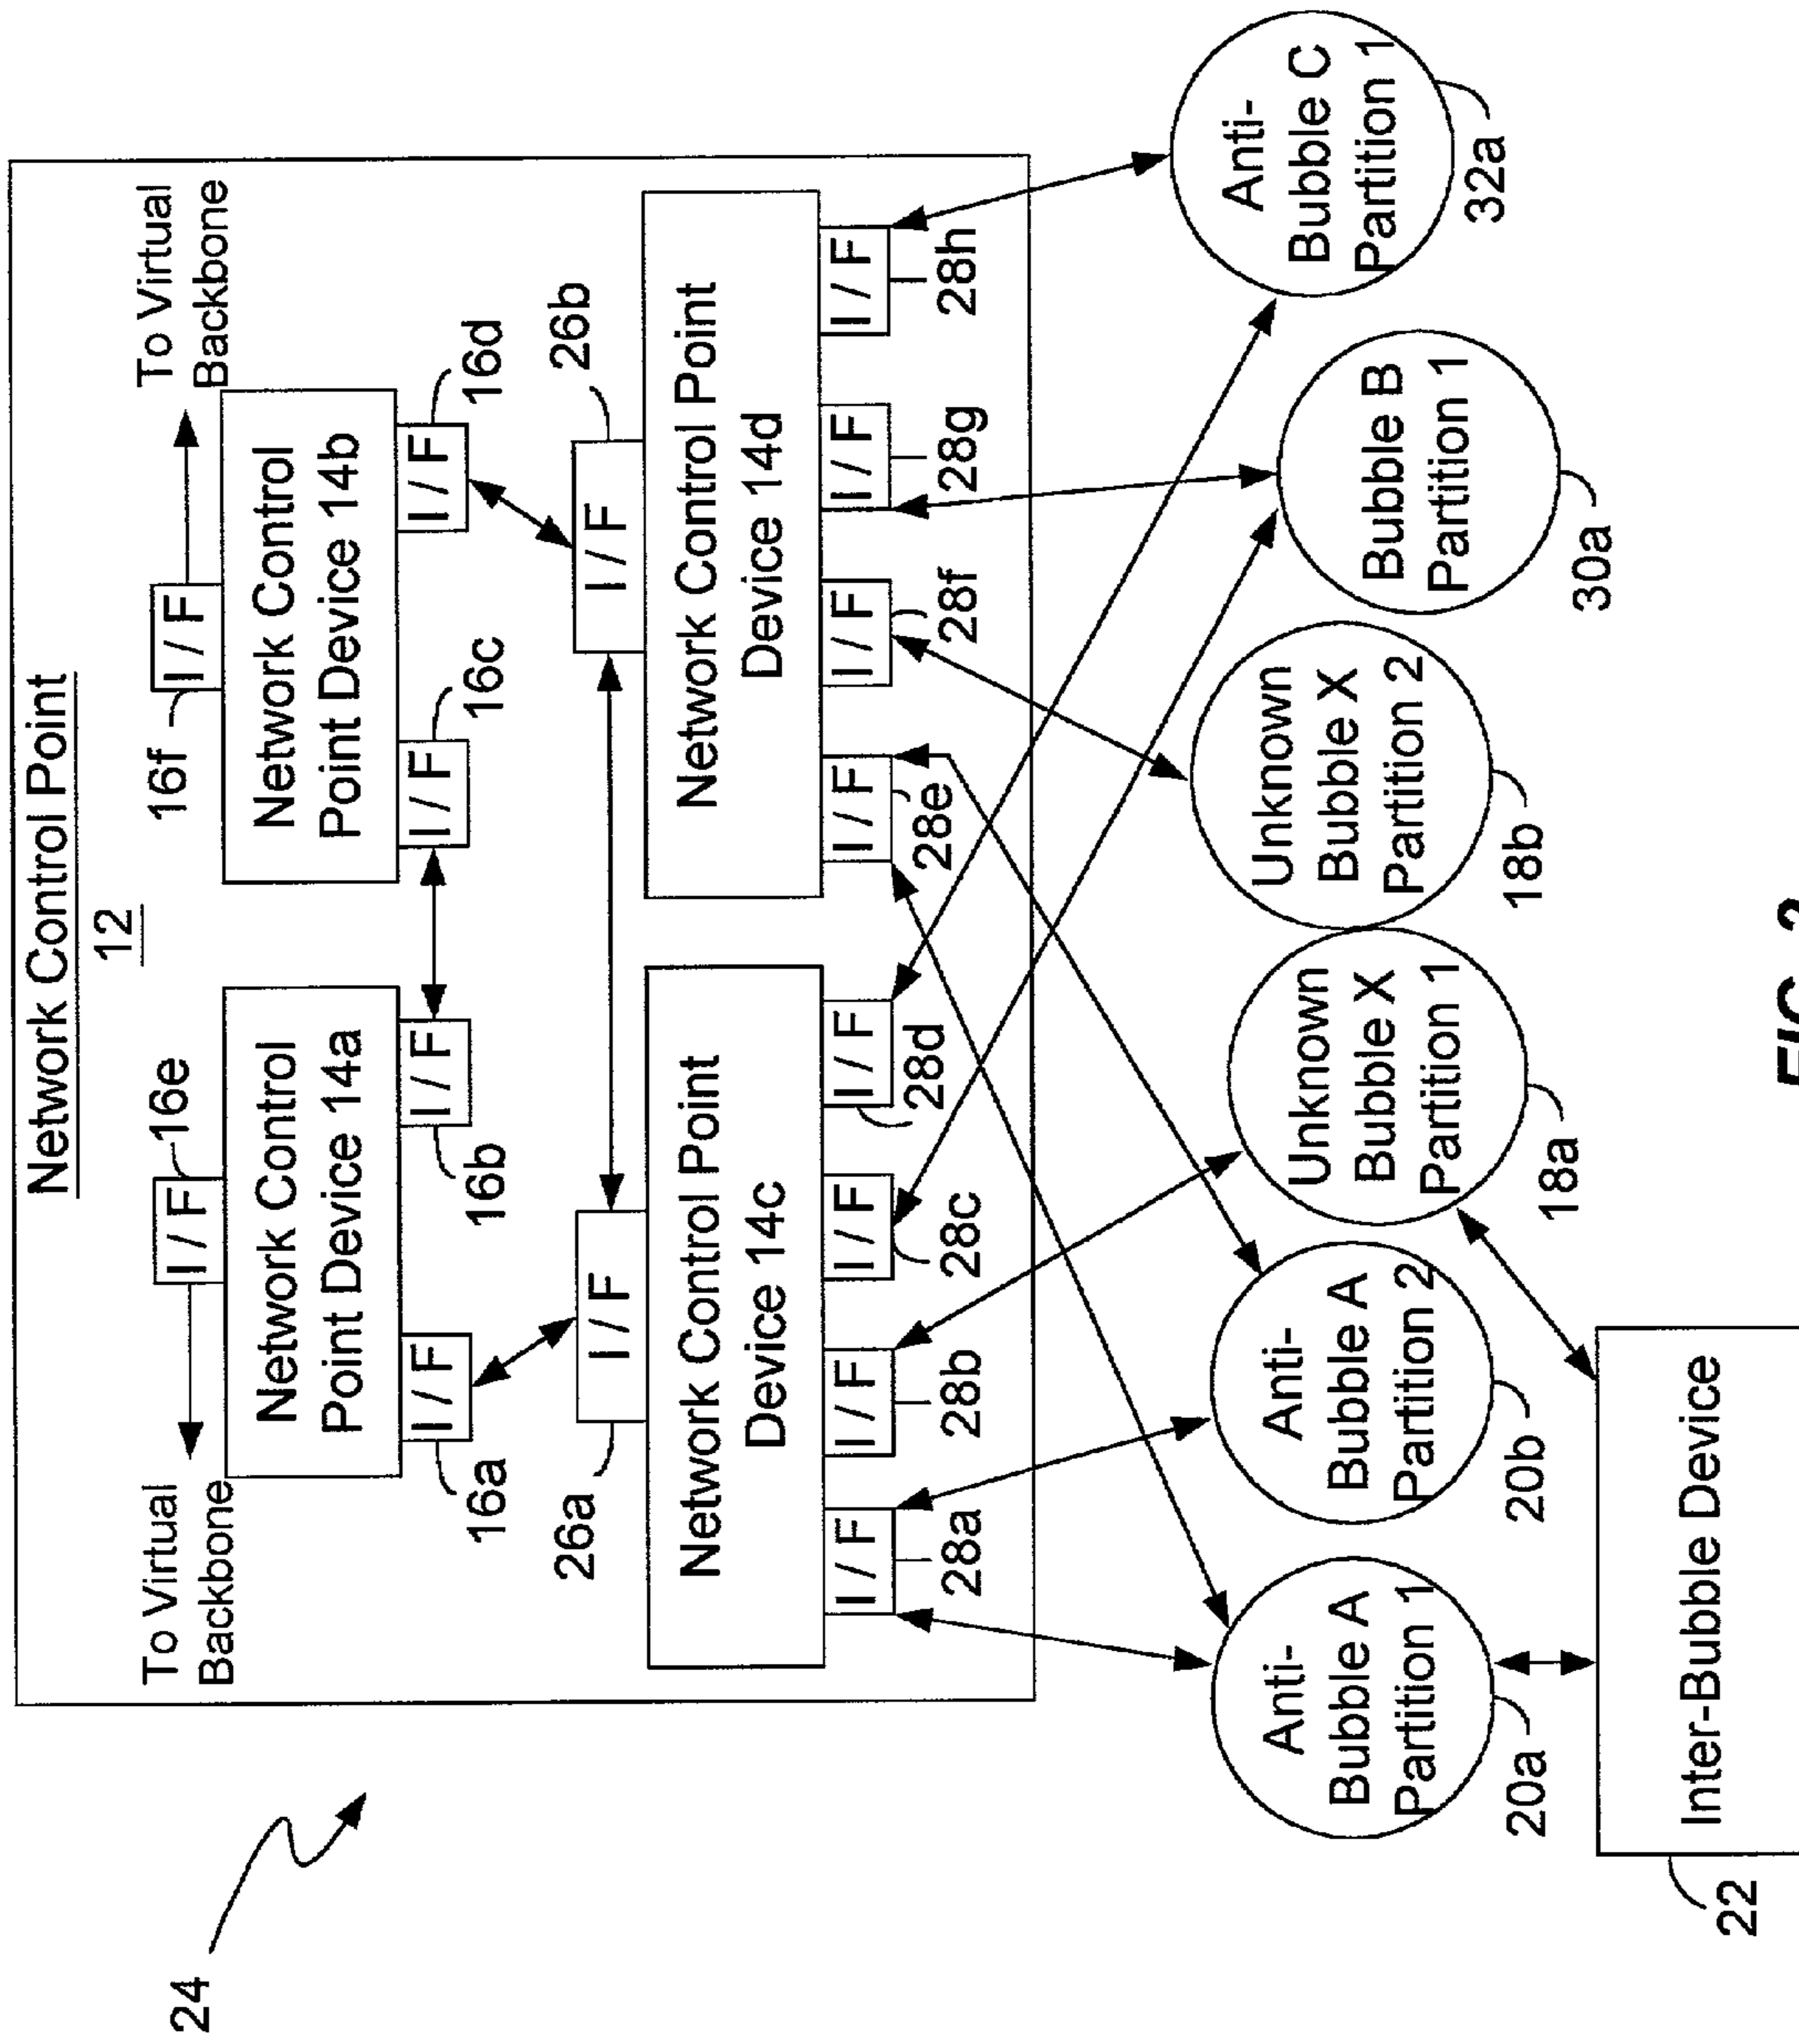 Network Control Point
12
To Virtual
Backbone
16e
I / F
16f
I / F
To Virtual
Backbone
Network Control
Point Device 14a
Network Control
Point Device 14b
16a
I / F
16b
I / F
I / F
16c
I / F
16d
26a
I / F
I / F
26b
Network Control Point
Device 14c
Network Control Point
Device 14d
I / F
I / F
I / F
I / F
I / F
I / F
I / F
I / F
28a
28b
28c
28d
28e
28f
28g
28h
24
Anti-
Bubble A
Partition 1
20a
Anti-
Bubble A
Partition 2
20b
Unknown
Bubble X
Partition 1
18a
Unknown
Bubble X
Partition 2
18b
Bubble B
Partition 1
30a
Anti-
Bubble C
Partition 1
32a
Inter-Bubble Device
22